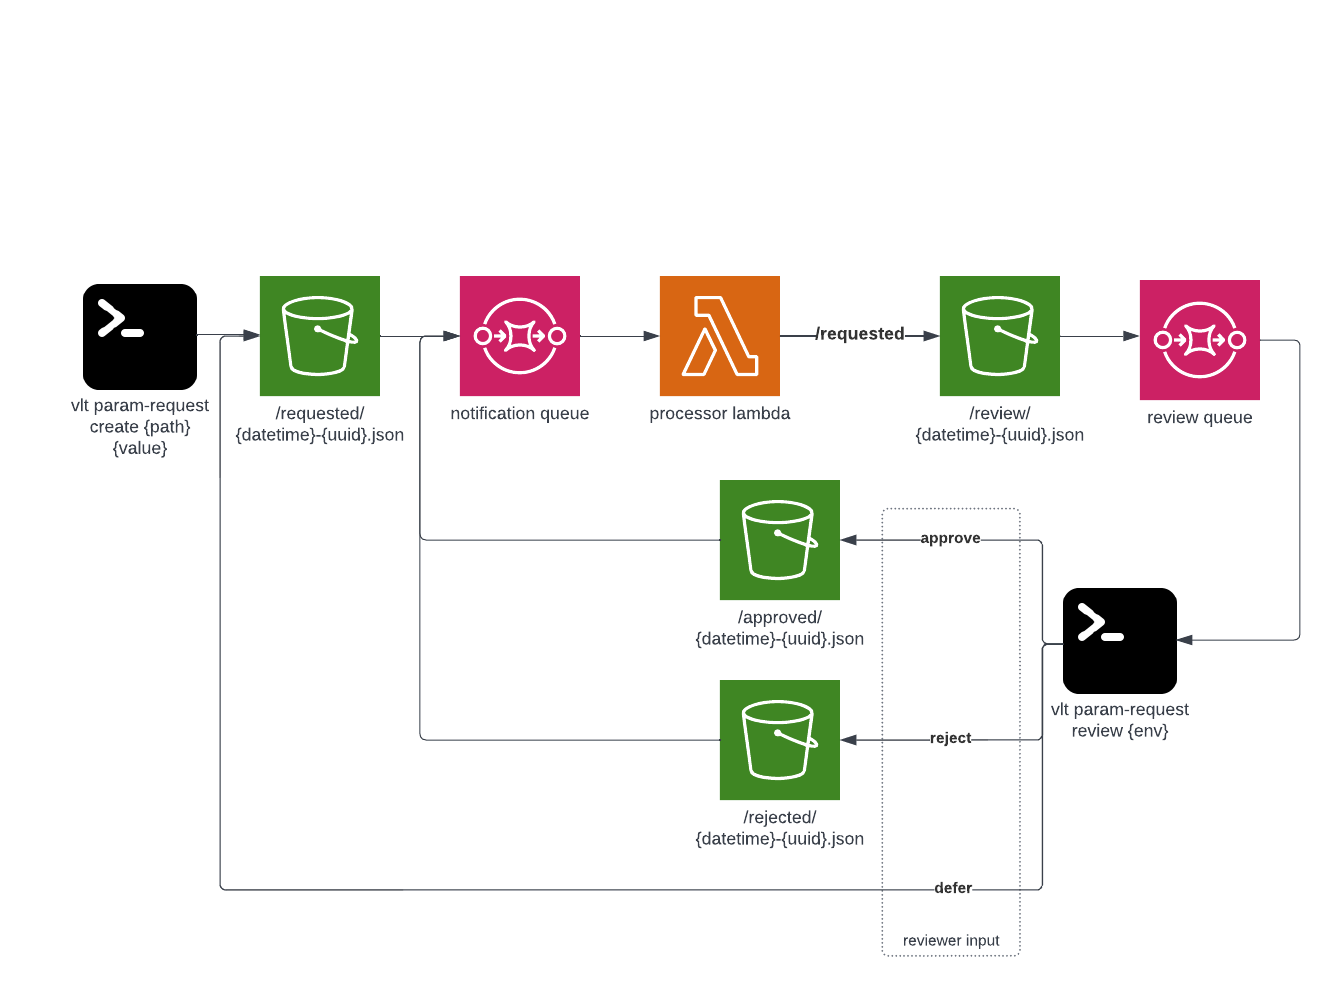 vlt param-request
create {path}
{value}
/requested/
{datetime}-{uuid}.json
notification queue
processor lambda
/requested
/review/
{datetime}-{uuid}.json
review queue
approve
/approved/
{datetime}-{uuid}.json
vlt param-request
review {env}
reject
/rejected/
{datetime}-{uuid}.json
defer
reviewer input